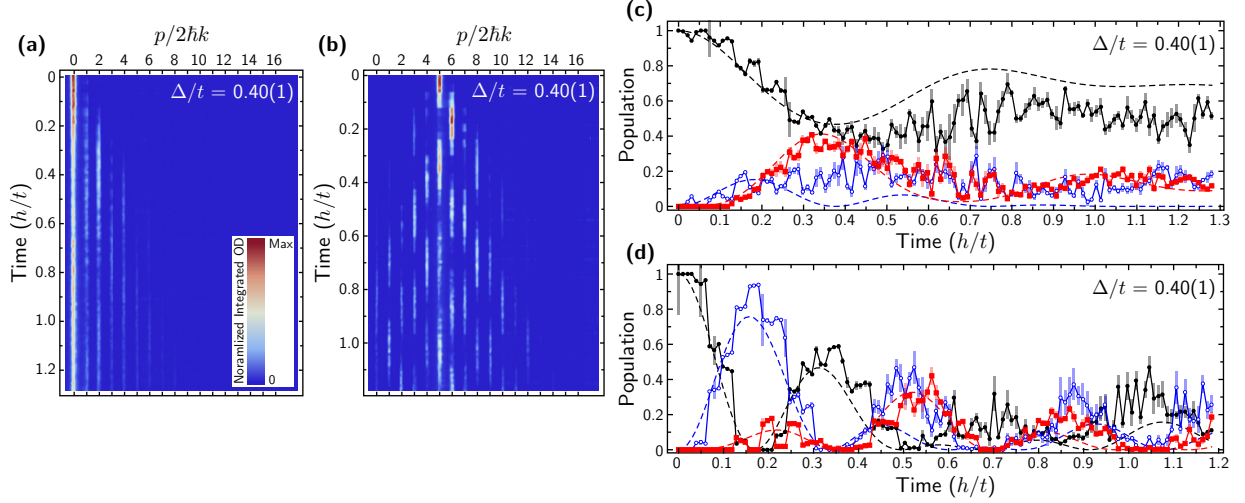 (a)
p/2ħk
0 2 4 6 8 10 12 14 16
Δ/t = 0.40(1)
Time (h/t)
0
0.2
0.4
0.6
0.8
1.0
1.2
Noramlized Integrated OD
Max
0
(b)
p/2ħk
0 2 4 6 8 10 12 14 16
Δ/t = 0.40(1)
Time (h/t)
0
0.2
0.4
0.6
0.8
1.0
(c)
Δ/t = 0.40(1)
Population
1
0.8
0.6
0.4
0.2
0
0.0 0.1 0.2 0.3 0.4 0.5 0.6 0.7 0.8 0.9 1.0 1.1 1.2 1.3
Time (h/t)
(d)
Δ/t = 0.40(1)
Population
1
0.8
0.6
0.4
0.2
0
0.0 0.1 0.2 0.3 0.4 0.5 0.6 0.7 0.8 0.9 1.0 1.1 1.2
Time (h/t)